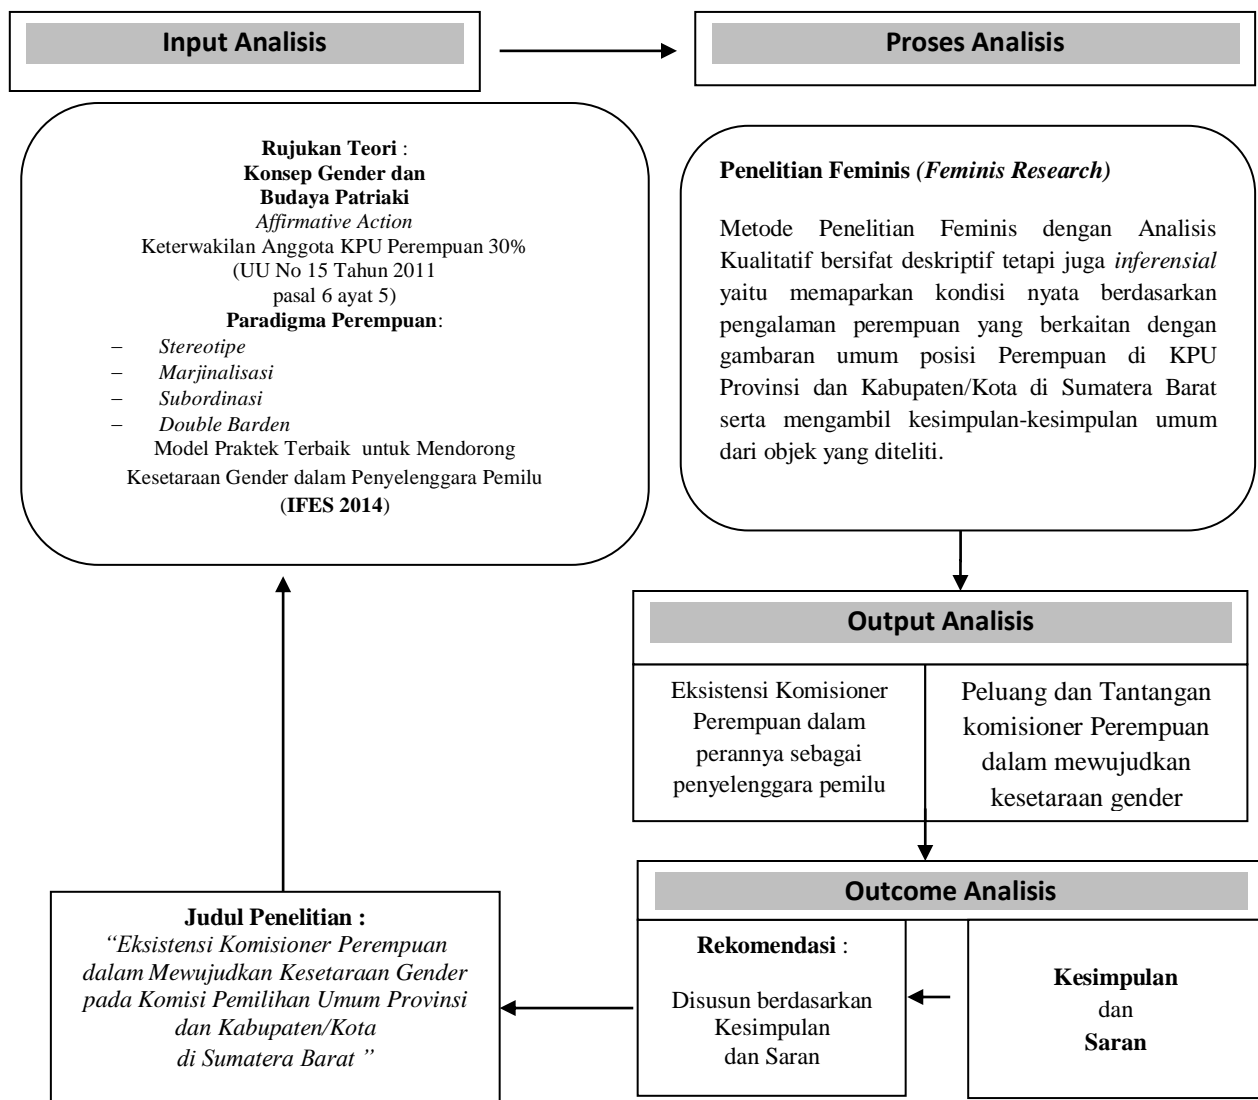 Input Analisis
Proses Analisis
Rujukan Teori :
Konsep Gender dan
Budaya Patriaki
Affirmative Action
Keterwakilan Anggota KPU Perempuan 30%
(UU No 15 Tahun 2011
pasal 6 ayat 5)
Paradigma Perempuan:
– Stereotipe
– Marjinalisasi
– Subordinasi
– Double Barden
Model Praktek Terbaik untuk Mendorong
Kesetaraan Gender dalam Penyelenggara Pemilu
(IFES 2014)
Penelitian Feminis (Feminis Research)
Metode Penelitian Feminis dengan Analisis
Kualitatif bersifat deskriptif tetapi juga inferensial
yaitu memaparkan kondisi nyata berdasarkan
pengalaman perempuan yang berkaitan dengan
gambaran umum posisi Perempuan di KPU
Provinsi dan Kabupaten/Kota di Sumatera Barat
serta mengambil kesimpulan-kesimpulan umum
dari objek yang diteliti.
Output Analisis
Eksistensi Komisioner
Perempuan dalam
perannya sebagai
penyelenggara pemilu
Peluang dan Tantangan
komisioner Perempuan
dalam mewujudkan
kesetaraan gender
Outcome Analisis
Rekomendasi :
Disusun berdasarkan
Kesimpulan
dan Saran
Kesimpulan
dan
Saran
Judul Penelitian :
“Eksistensi Komisioner Perempuan
dalam Mewujudkan Kesetaraan Gender
pada Komisi Pemilihan Umum Provinsi
dan Kabupaten/Kota
di Sumatera Barat ”